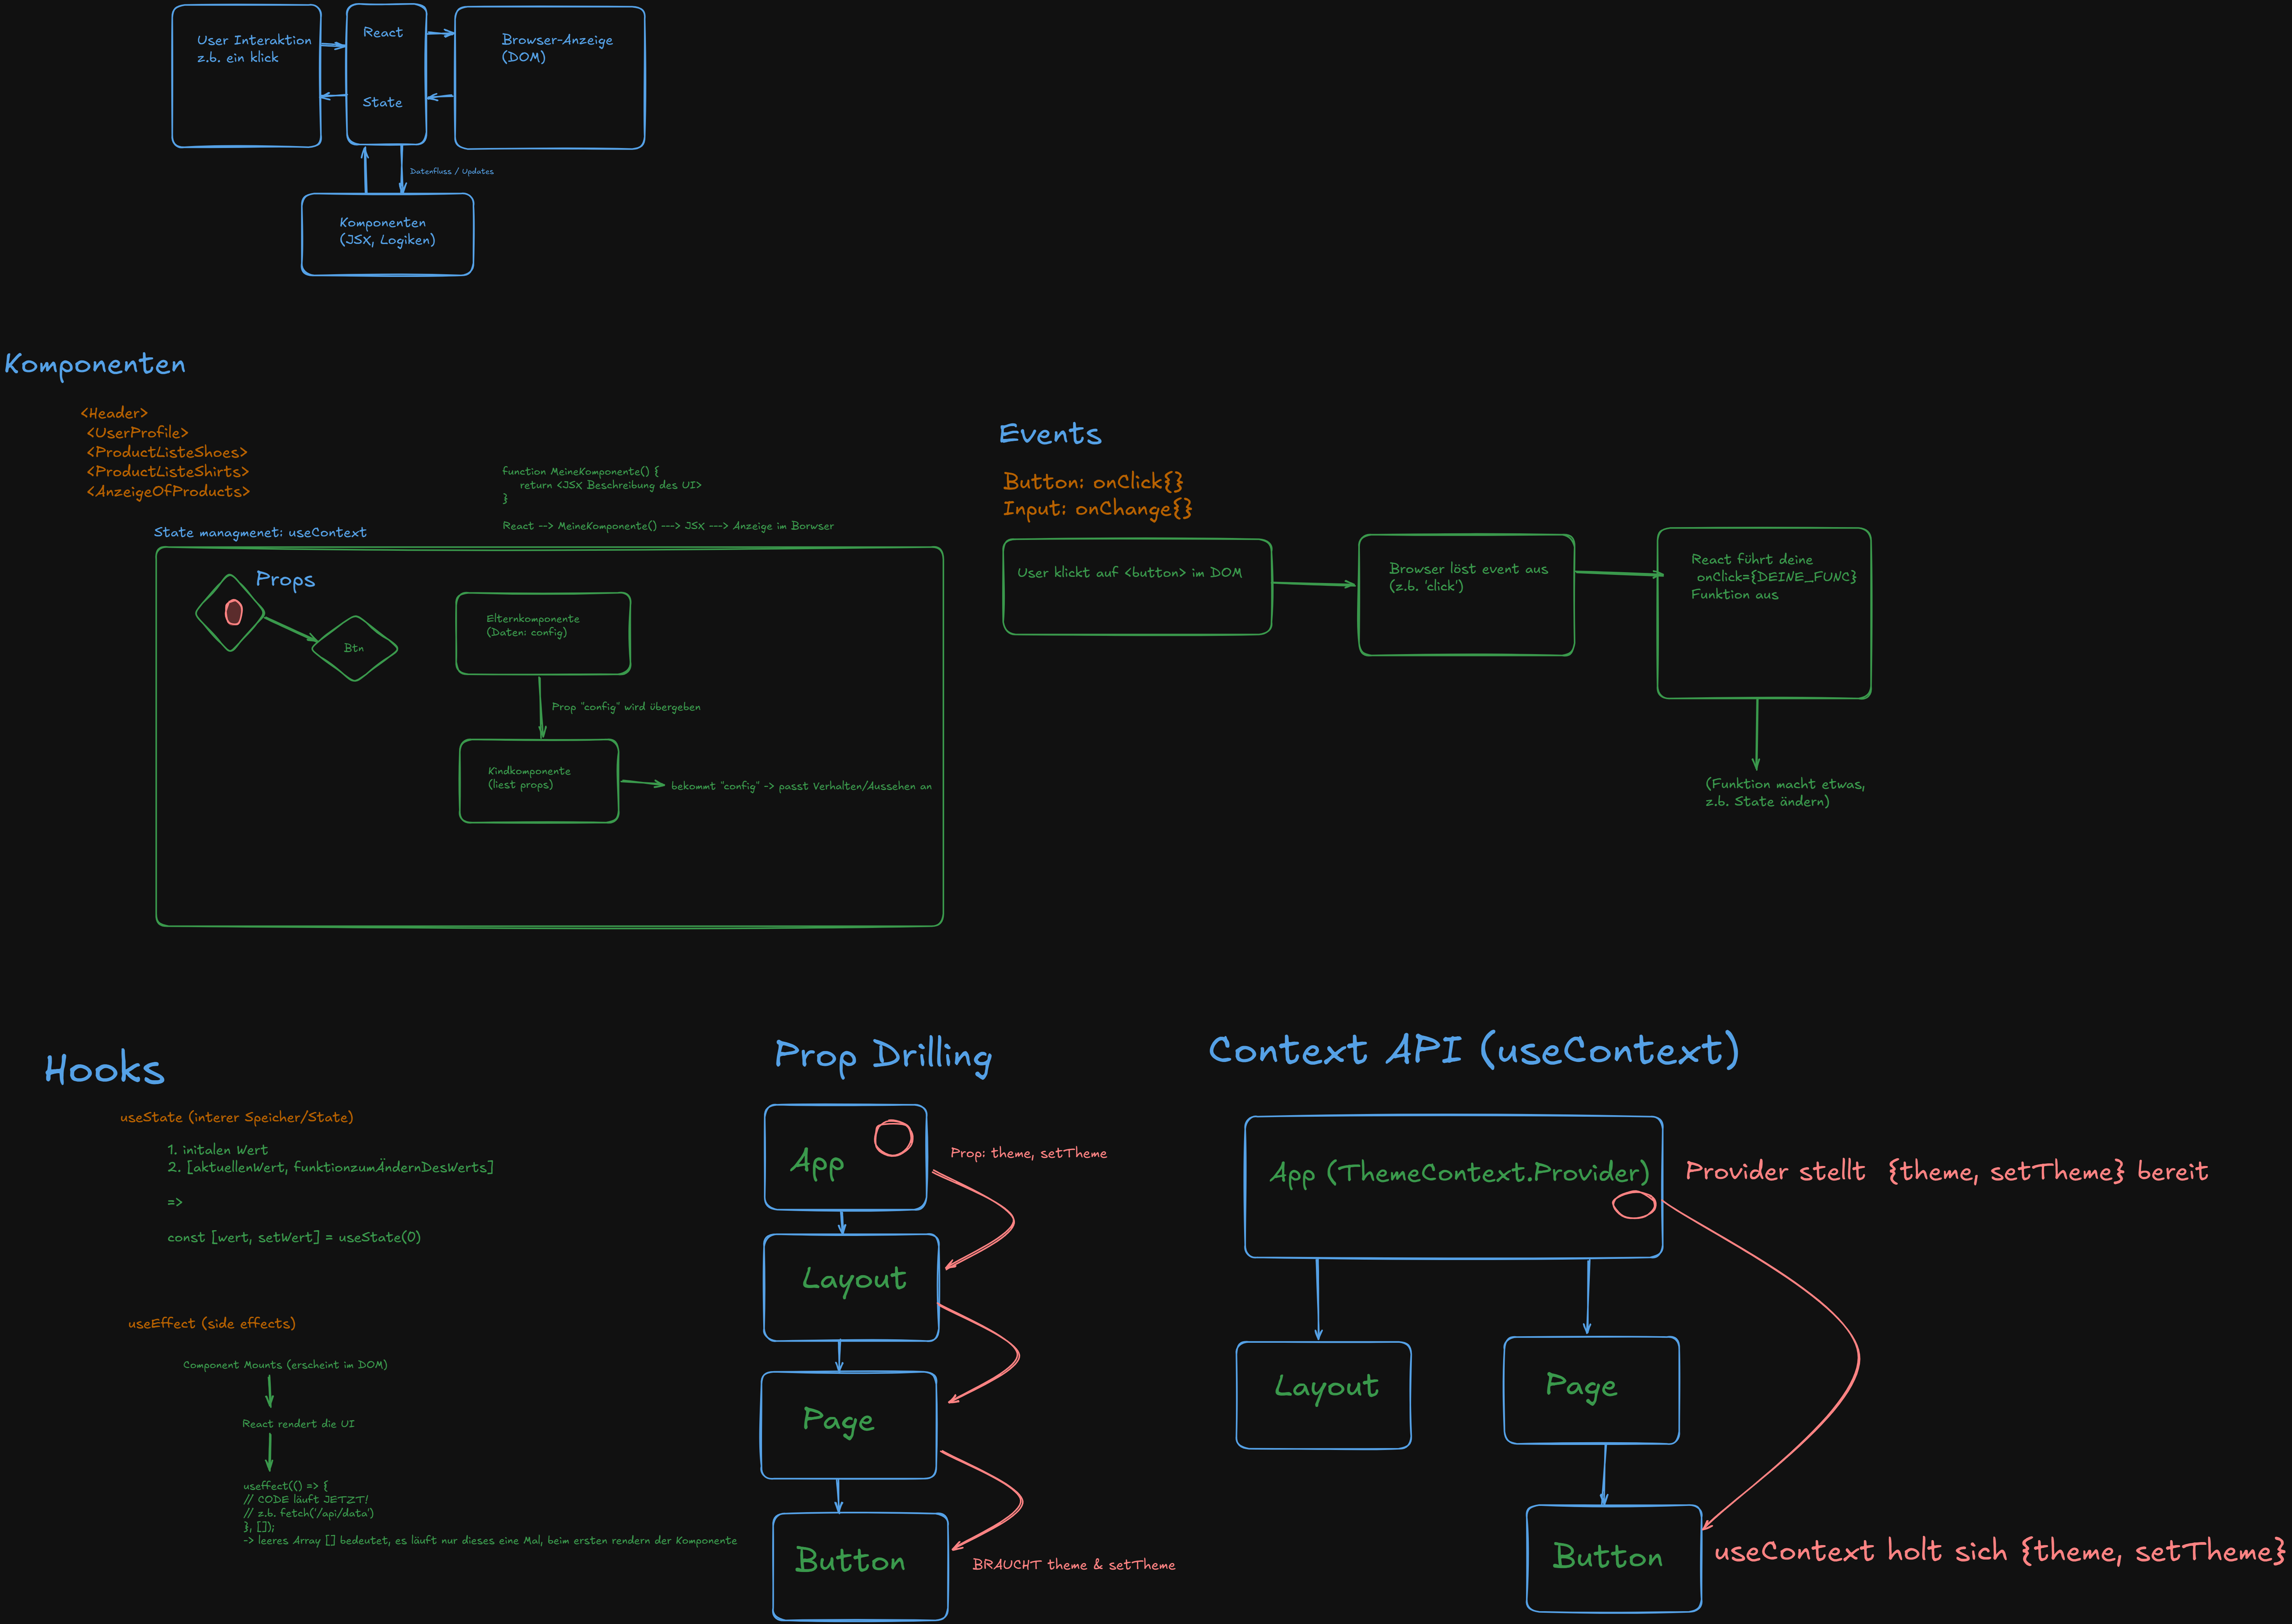 User Interaktion
z.b. ein klick
React
State
Browser-Anzeige
(DOM)
Datenfluss / Updates
Komponenten
(JSX, Logiken)
Komponenten
<Header>
<UserProfile>
<ProductListeShoes>
<ProductListeShirts>
<AnzeigeOfProducts>
function MeineKomponente() {
return <JSX Beschreibung des UI>
}
React --> MeineKomponente() ---> JSX ---> Anzeige im Borwser
State managmenet: useContext
Props
Btn
Elternkomponente
(Daten: config)
Prop "config" wird übergeben
Kindkomponente
(liest props)
bekommt "config" -> passt Verhalten/Aussehen an
Events
Button: onClick{}
Input: onChange{}
User klickt auf <button> im DOM
Browser löst event aus
(z.b. 'click')
React führt deine
onClick={DEINE_FUNC}
Funktion aus
(Funktion macht etwas,
z.b. State ändern)
Hooks
useState (interer Speicher/State)
1. initalen Wert
2. [aktuellenWert, funktionzumÄndernDesWerts]
=>
const [wert, setWert] = useState(0)
useEffect (side effects)
Component Mounts (erscheint im DOM)
React rendert die UI
useffect(() => {
// CODE läuft JETZT!
// z.b. fetch('/api/data')
}, []);
-> leeres Array [] bedeutet, es läuft nur dieses eine Mal, beim ersten rendern der Komponente
Prop Drilling
App
Prop: theme, setTheme
Layout
Page
Button
BRAUCHT theme & setTheme
Context API (useContext)
App (ThemeContext.Provider)
Provider stellt {theme, setTheme} bereit
Layout
Page
Button
useContext holt sich {theme, setTheme}